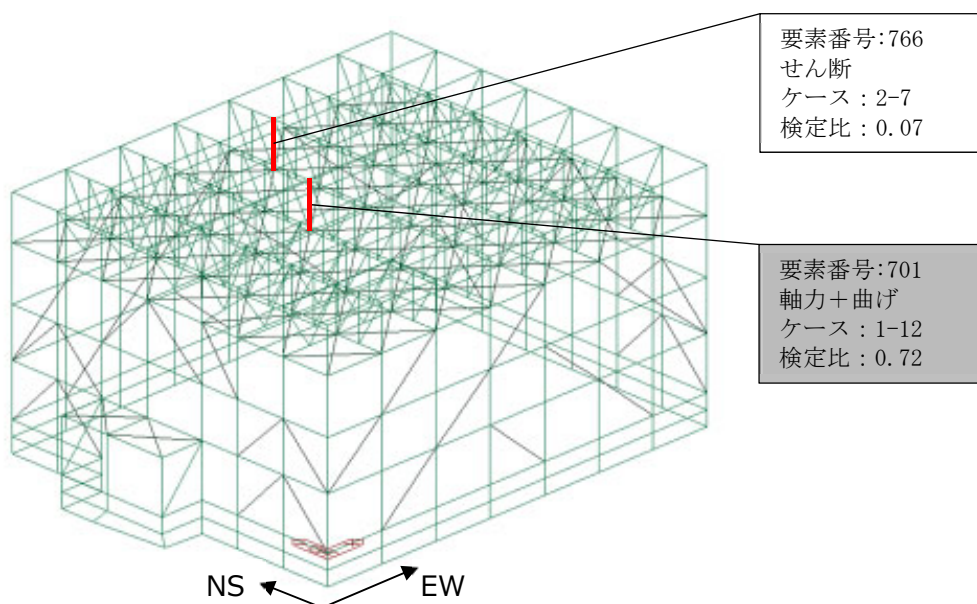 要素番号:766
せん断
ケース：2-7
検定比：0.07
要素番号:701
軸力＋曲げ
ケース：1-12
検定比：0.72
NS
EW